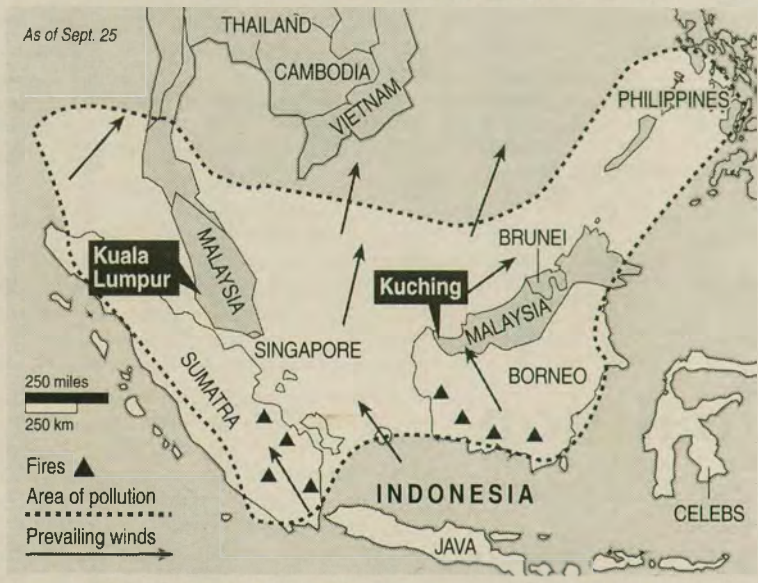 As of Sept. 25
THAILAND
CAMBODIA
VIETNAM
PHILIPPINES
BRUNEI
MALAYSIA
Kuala
Lumpur
Kuching
MALAYSIA
SINGAPORE
SUMATRA
BORNEO
250 miles
250 km
Fires
Area of pollution
Prevailing winds
INDONESIA
JAVA
CELEBS